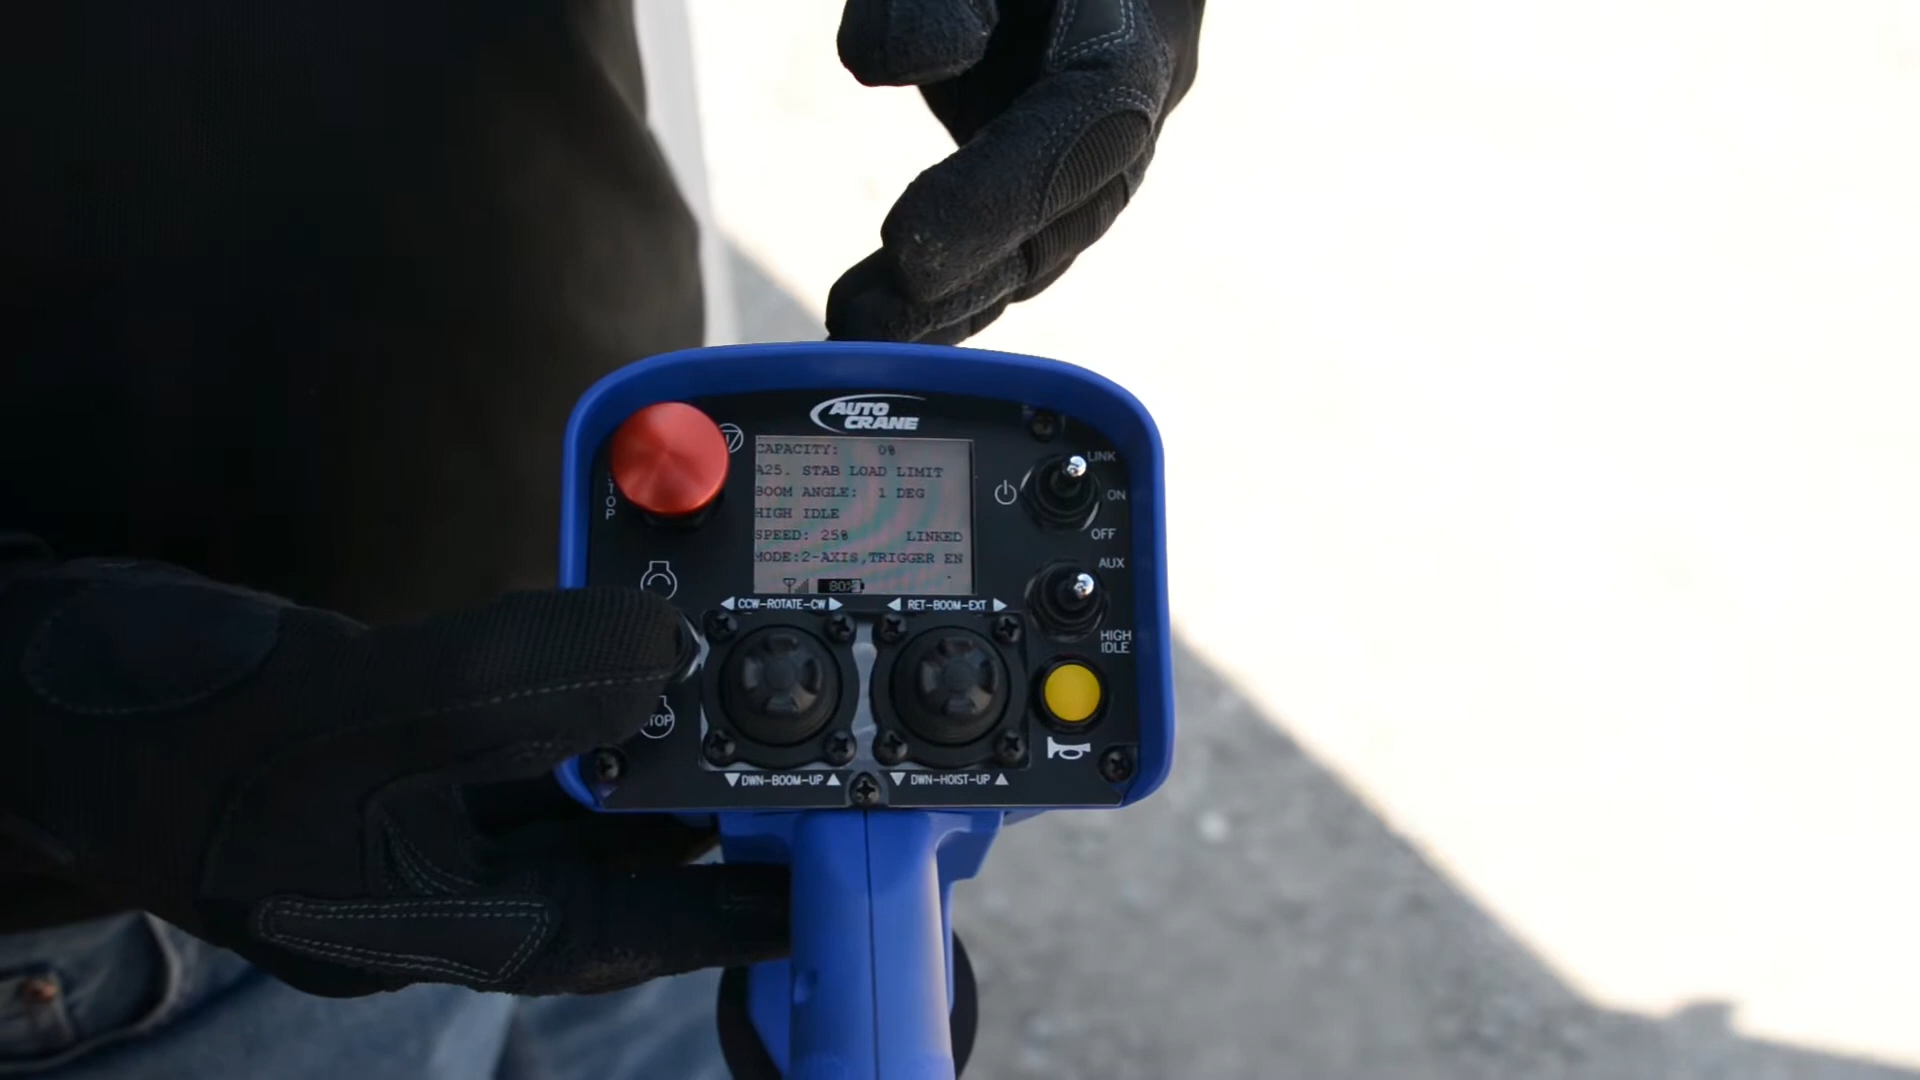 AUTO
CRANE
CAPACITY: 0%
A25. STAB LOAD LIMIT
BOOM ANGLE: 1 DEG
HIGH IDLE
SPEED: 25% LINKED
MODE:2-AXIS,TRIGGER EN
80%
LINK
ON
OFF
AUX
HIGH
IDLE
TOP
CCW-ROTATE-CW
RET-BOOM-EXT
TOP
DWN-BOOM-UP
DWN-HOIST-UP